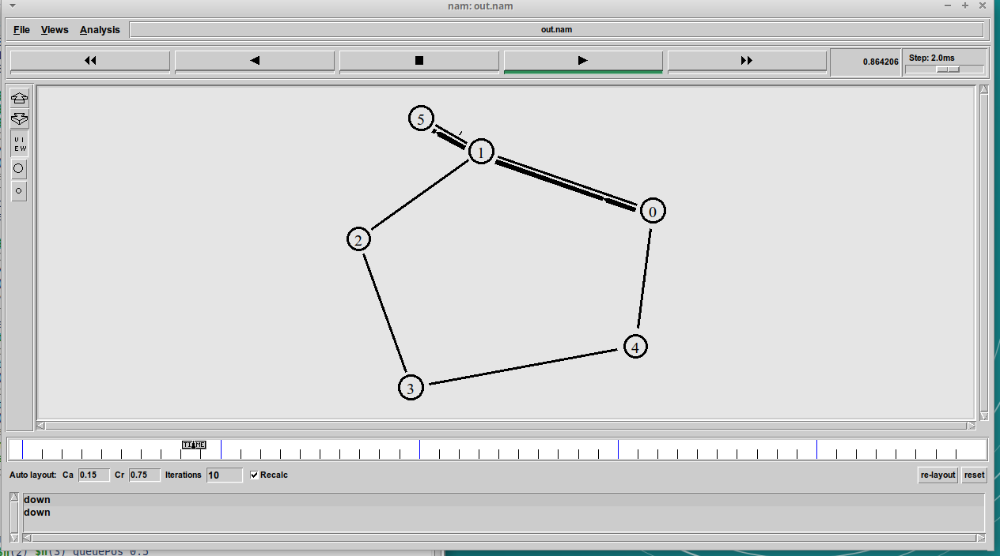 nam: out.nam
File Views Analysis out.nam
0.864206 Step: 2.0ms
V I
E W
5
1
0
2
4
3
TIME
Auto layout: Ca 0.15 Cr 0.75 Iterations 10 Recalc re-layout reset
down
down
$n(2) $n(3) queuePos 0.5